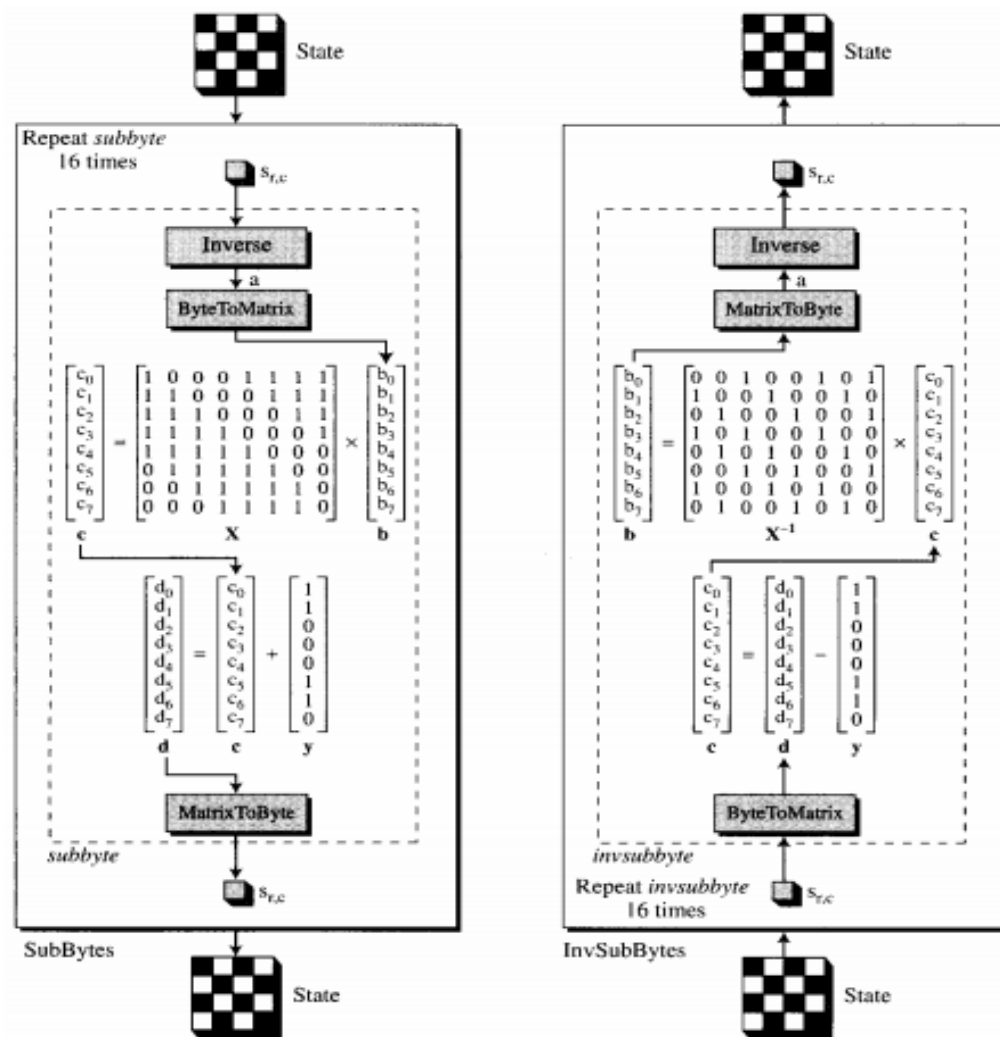 State
Repeat subbyte
16 times
s_{r,c}
Inverse
a
ByteToMatrix
c₀ 1 0 0 0 1 1 1 1 b₀
c₁ 1 1 0 0 0 1 1 1 b₁
c₂ 1 1 1 0 0 0 1 1 b₂
c₃ = 1 1 1 1 0 0 0 1 × b₃
c₄ 1 1 1 1 1 0 0 0 b₄
c₅ 0 1 1 1 1 1 0 0 b₅
c₆ 0 0 1 1 1 1 1 0 b₆
c₇ 0 0 0 1 1 1 1 0 b₇
c X b
d₀ c₀ 1
d₁ c₁ 1
d₂ c₂ 0
d₃ = c₃ + 0
d₄ c₄ 0
d₅ c₅ 1
d₆ c₆ 1
d₇ c₇ 0
d c y
MatrixToByte
subbyte
s_{r,c}
SubBytes
State
State
s_{r,c}
Inverse
a
MatrixToByte
b₀ 0 0 1 0 0 1 0 1 c₀
b₁ 1 0 0 1 0 0 1 0 c₁
b₂ 0 1 0 0 1 0 0 1 c₂
b₃ = 1 0 1 0 0 1 0 0 × c₃
b₄ 0 1 0 1 0 0 1 0 c₄
b₅ 0 0 1 0 1 0 0 1 c₅
b₆ 1 0 0 1 0 1 0 0 c₆
b₇ 0 1 0 0 1 0 1 0 c₇
b X⁻¹ c
c₀ d₀ 1
c₁ d₁ 1
c₂ d₂ 0
c₃ = d₃ − 0
c₄ d₄ 0
c₅ d₅ 1
c₆ d₆ 1
c₇ d₇ 0
c d y
ByteToMatrix
invsubbyte
Repeat invsubbyte
16 times
s_{r,c}
InvSubBytes
State